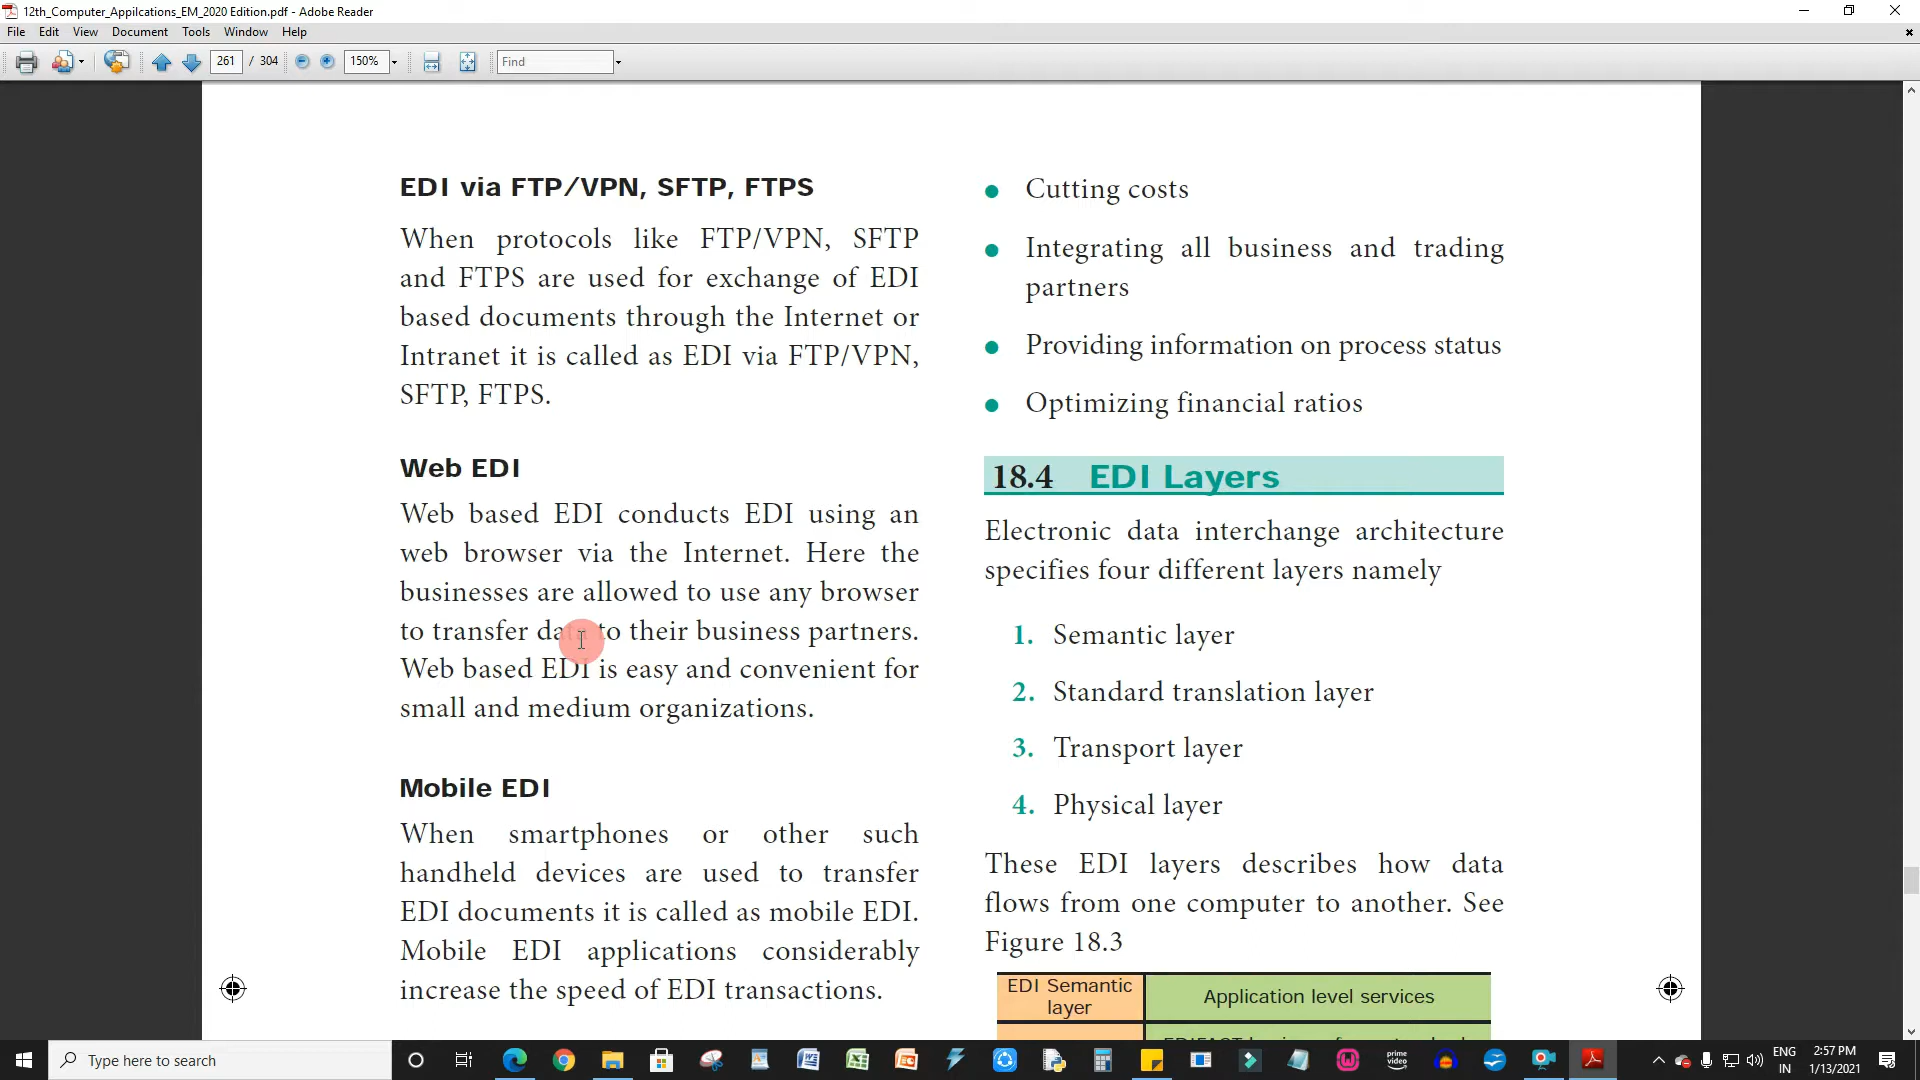 12th_Computer_Appilcations_EM_2020 Edition.pdf - Adobe Reader
File Edit View Document Tools Window Help
261 / 304 150% Find
EDI via FTP/VPN, SFTP, FTPS
When protocols like FTP/VPN, SFTP
and FTPS are used for exchange of EDI
based documents through the Internet or
Intranet it is called as EDI via FTP/VPN,
SFTP, FTPS.
Web EDI
Web based EDI conducts EDI using an
web browser via the Internet. Here the
businesses are allowed to use any browser
to transfer data to their business partners.
Web based EDI is easy and convenient for
small and medium organizations.
Mobile EDI
When smartphones or other such
handheld devices are used to transfer
EDI documents it is called as mobile EDI.
Mobile EDI applications considerably
increase the speed of EDI transactions.
Cutting costs
Integrating all business and trading
partners
Providing information on process status
Optimizing financial ratios
18.4 EDI Layers
Electronic data interchange architecture
specifies four different layers namely
1. Semantic layer
2. Standard translation layer
3. Transport layer
4. Physical layer
These EDI layers describes how data
flows from one computer to another. See
Figure 18.3
EDI Semantic
layer
Application level services
Type here to search
prime
video
ENG
IN
2:57 PM
1/13/2021